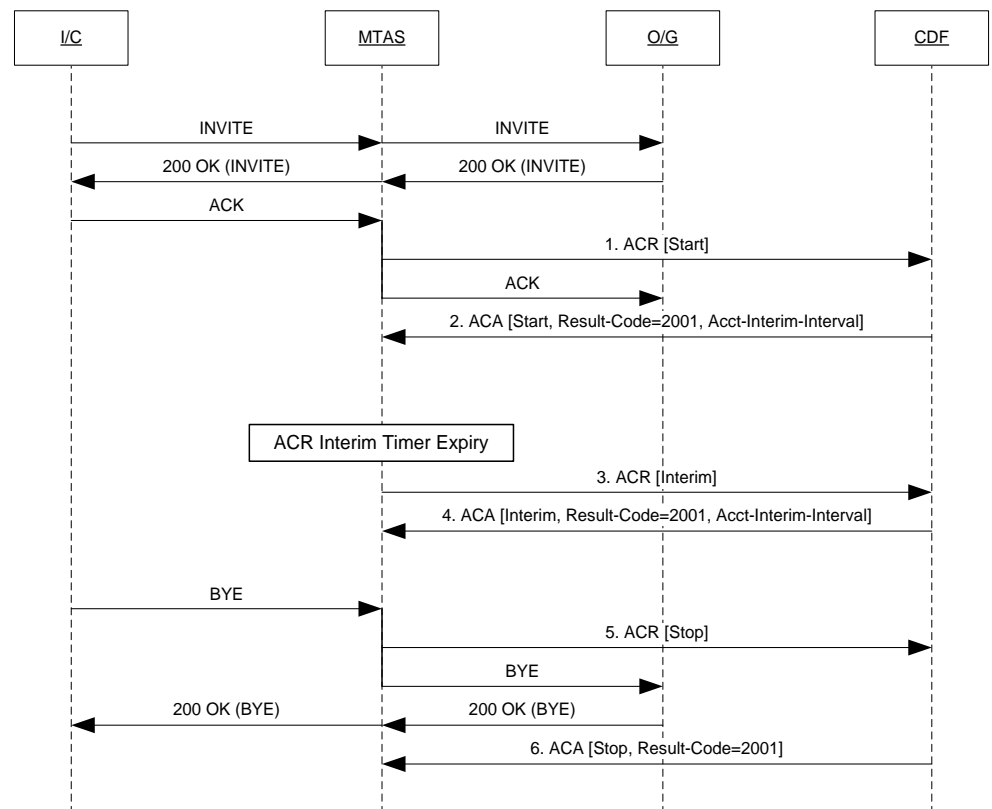 I/C
MTAS
O/G
CDF
INVITE
INVITE
200 OK (INVITE)
200 OK (INVITE)
ACK
1. ACR [Start]
ACK
2. ACA [Start, Result-Code=2001, Acct-Interim-Interval]
ACR Interim Timer Expiry
3. ACR [Interim]
4. ACA [Interim, Result-Code=2001, Acct-Interim-Interval]
BYE
5. ACR [Stop]
BYE
200 OK (BYE)
200 OK (BYE)
6. ACA [Stop, Result-Code=2001]